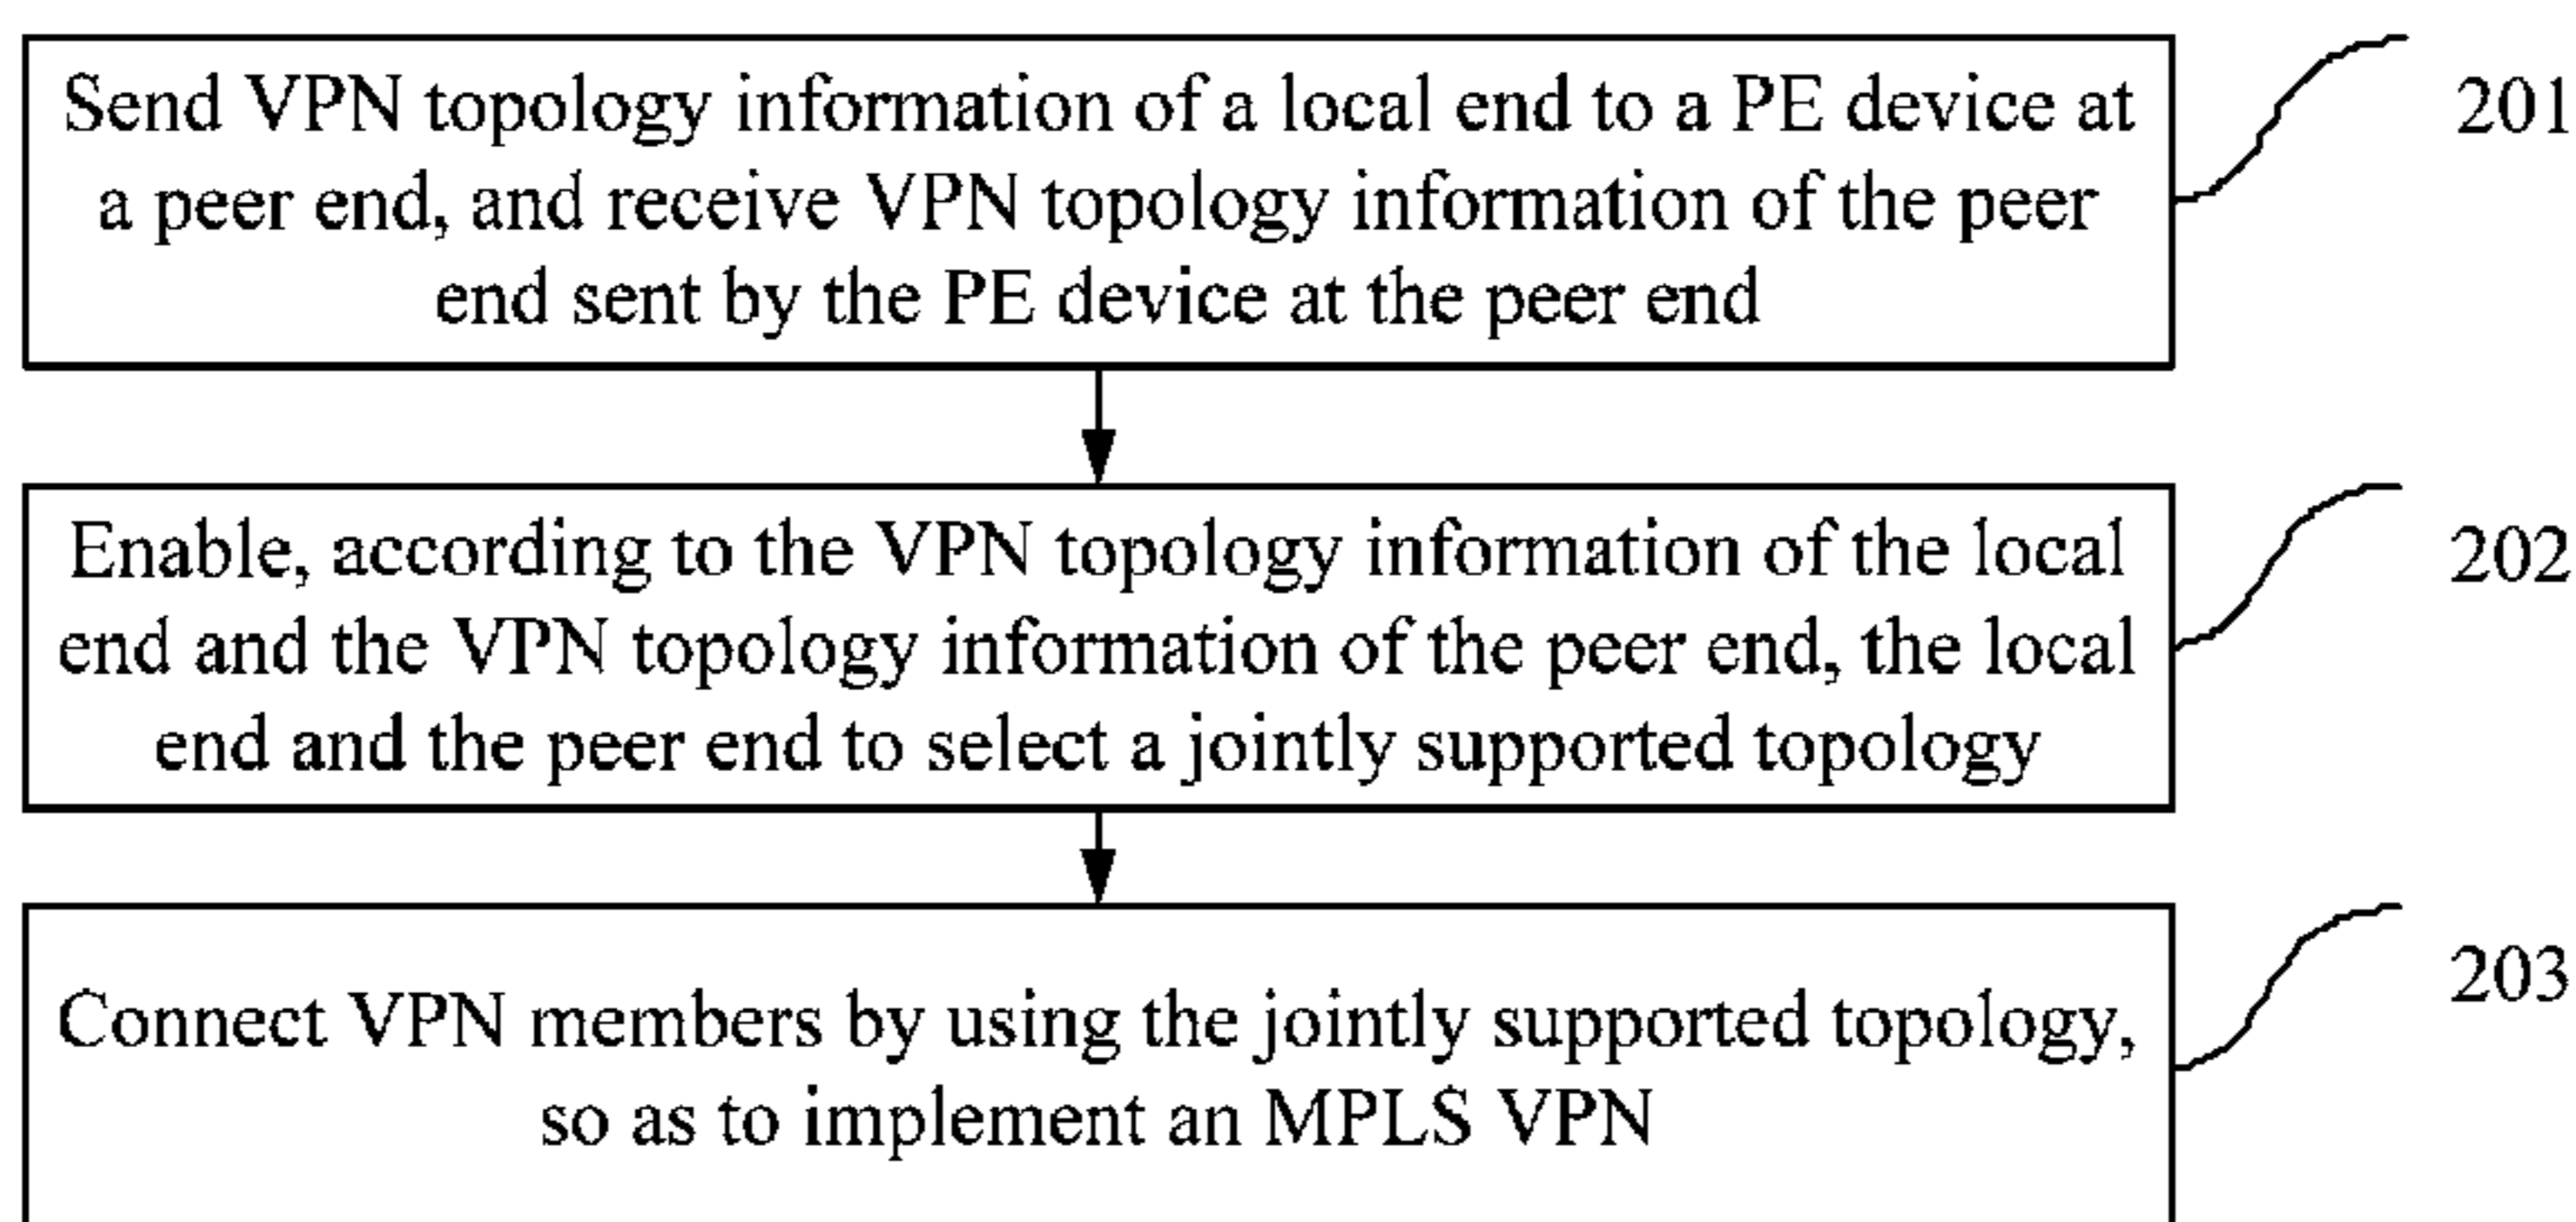 Send VPN topology information of a local end to a PE device at
a peer end, and receive VPN topology information of the peer
end sent by the PE device at the peer end
201
Enable, according to the VPN topology information of the local
end and the VPN topology information of the peer end, the local
end and the peer end to select a jointly supported topology
202
Connect VPN members by using the jointly supported topology,
so as to implement an MPLS VPN
203